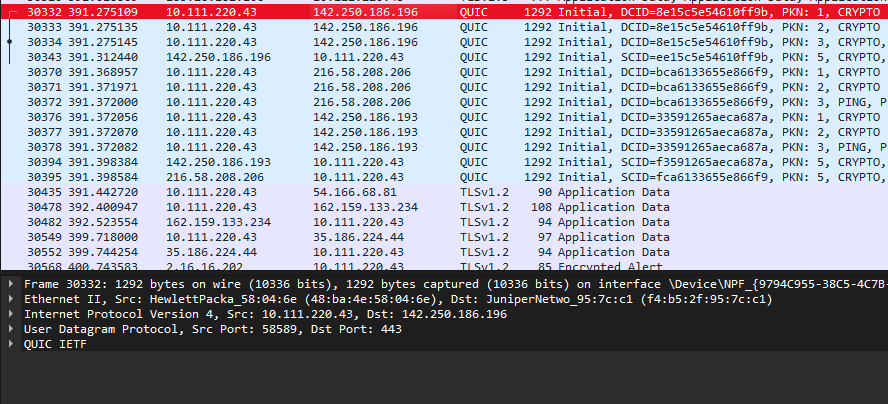 30332 391.275109 10.111.220.43 142.250.186.196 QUIC 1292 Initial, DCID=8e15c5e54610ff9b, PKN: 1, CRYPTO
30333 391.275135 10.111.220.43 142.250.186.196 QUIC 1292 Initial, DCID=8e15c5e54610ff9b, PKN: 2, CRYPTO
30334 391.275145 10.111.220.43 142.250.186.196 QUIC 1292 Initial, DCID=8e15c5e54610ff9b, PKN: 3, CRYPTO
30343 391.312440 142.250.186.196 10.111.220.43 QUIC 1292 Initial, SCID=ee15c5e54610ff9b, PKN: 5, CRYPTO,
30370 391.368957 10.111.220.43 216.58.208.206 QUIC 1292 Initial, DCID=bca6133655e866f9, PKN: 1, CRYPTO
30371 391.371971 10.111.220.43 216.58.208.206 QUIC 1292 Initial, DCID=bca6133655e866f9, PKN: 2, CRYPTO
30372 391.372000 10.111.220.43 216.58.208.206 QUIC 1292 Initial, DCID=bca6133655e866f9, PKN: 3, PING, P
30376 391.372056 10.111.220.43 142.250.186.193 QUIC 1292 Initial, DCID=33591265aeca687a, PKN: 1, CRYPTO
30377 391.372070 10.111.220.43 142.250.186.193 QUIC 1292 Initial, DCID=33591265aeca687a, PKN: 2, CRYPTO
30378 391.372082 10.111.220.43 142.250.186.193 QUIC 1292 Initial, DCID=33591265aeca687a, PKN: 3, PING, P
30394 391.398384 142.250.186.193 10.111.220.43 QUIC 1292 Initial, SCID=f3591265aeca687a, PKN: 5, CRYPTO,
30395 391.398584 216.58.208.206 10.111.220.43 QUIC 1292 Initial, SCID=fca6133655e866f9, PKN: 5, CRYPTO,
30435 391.442720 10.111.220.43 54.166.68.81 TLSv1.2 90 Application Data
30478 392.400947 10.111.220.43 162.159.133.234 TLSv1.2 108 Application Data
30482 392.523554 162.159.133.234 10.111.220.43 TLSv1.2 94 Application Data
30549 399.718000 10.111.220.43 35.186.224.44 TLSv1.2 97 Application Data
30552 399.744254 35.186.224.44 10.111.220.43 TLSv1.2 94 Application Data
30568 400.743583 2.16.16.202 10.111.220.43 TLSv1.2 85 Encrypted Alert
Frame 30332: 1292 bytes on wire (10336 bits), 1292 bytes captured (10336 bits) on interface \Device\NPF_{9794C955-38C5-4C7B-
Ethernet II, Src: HewlettPacka_58:04:6e (48:ba:4e:58:04:6e), Dst: JuniperNetwo_95:7c:c1 (f4:b5:2f:95:7c:c1)
Internet Protocol Version 4, Src: 10.111.220.43, Dst: 142.250.186.196
User Datagram Protocol, Src Port: 58589, Dst Port: 443
QUIC IETF